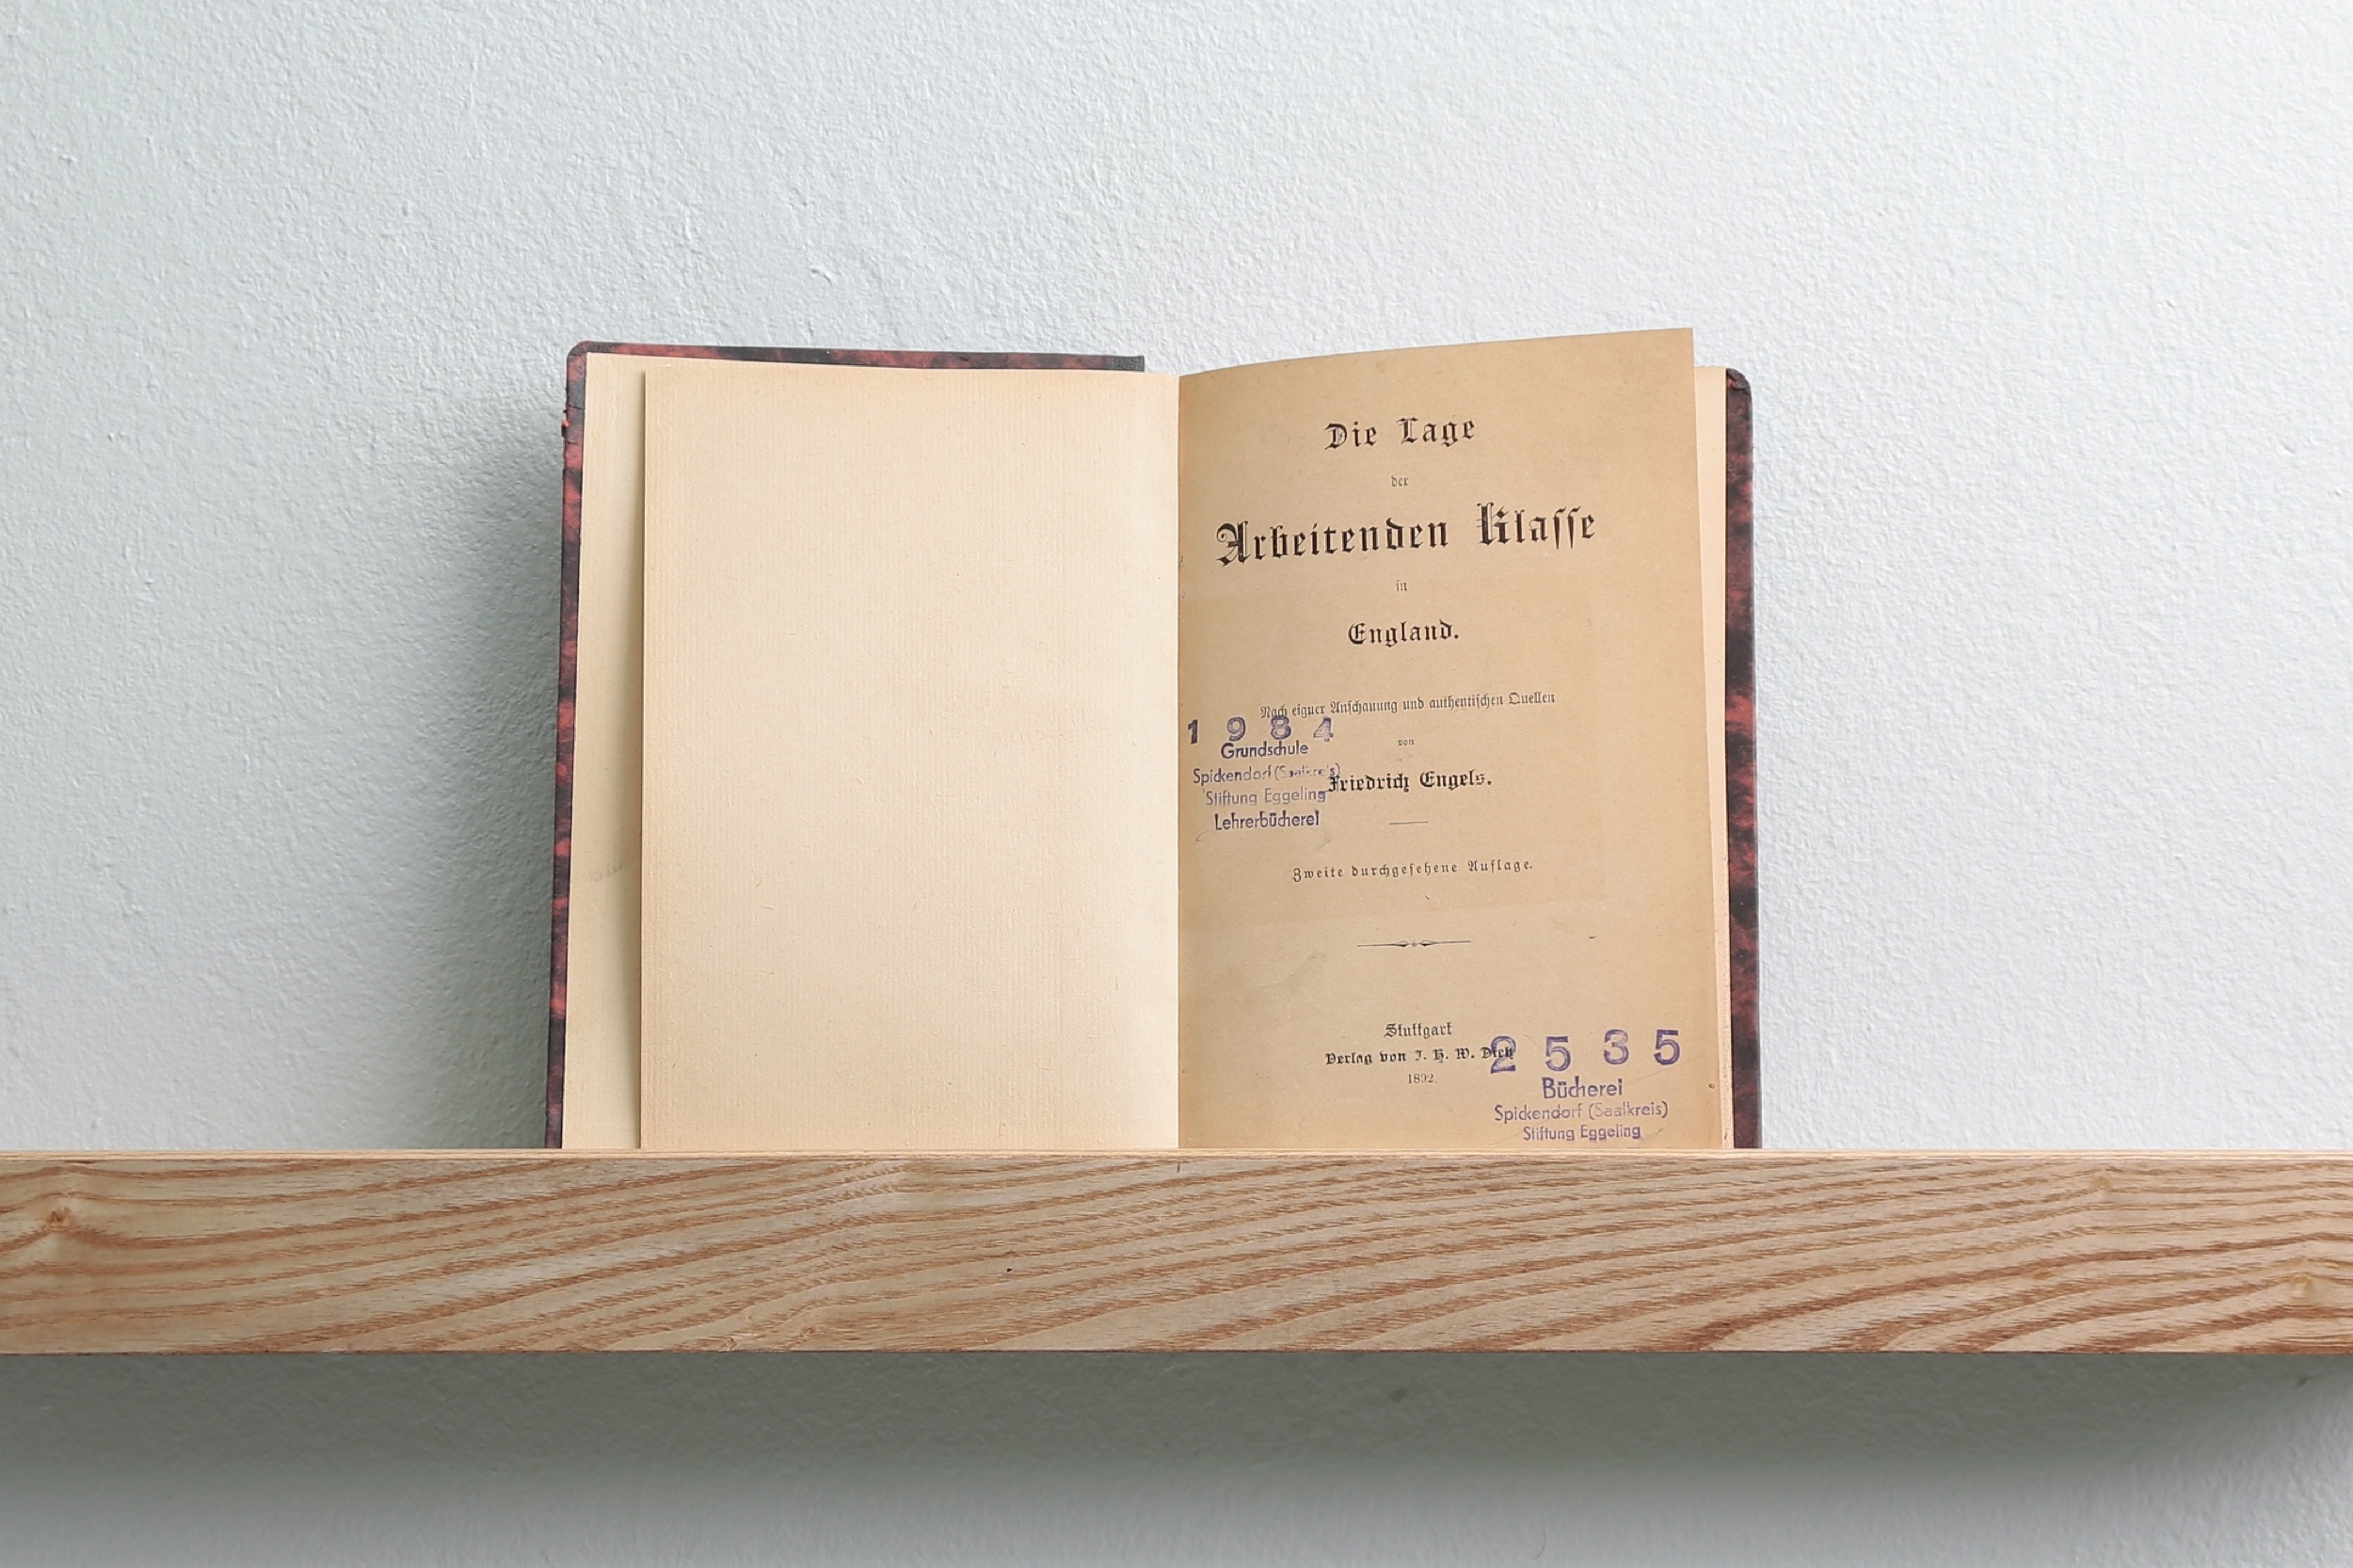 Die Lage
der
Arbeitenden Klasse
in
England.
Nach eigner Anschauung und authentischen Quellen
von
Friedrich Engels.
1 9 8 4
Grundschule
Spickendorf (Saalkreis)
Stiftung Eggeling
Lehrerbücherei
Zweite durchgesehene Auflage.
Stuttgart
Verlag von J. H. W. Dietz
1892.
2 5 3 5
Bücherei
Spickendorf (Saalkreis)
Stiftung Eggeling